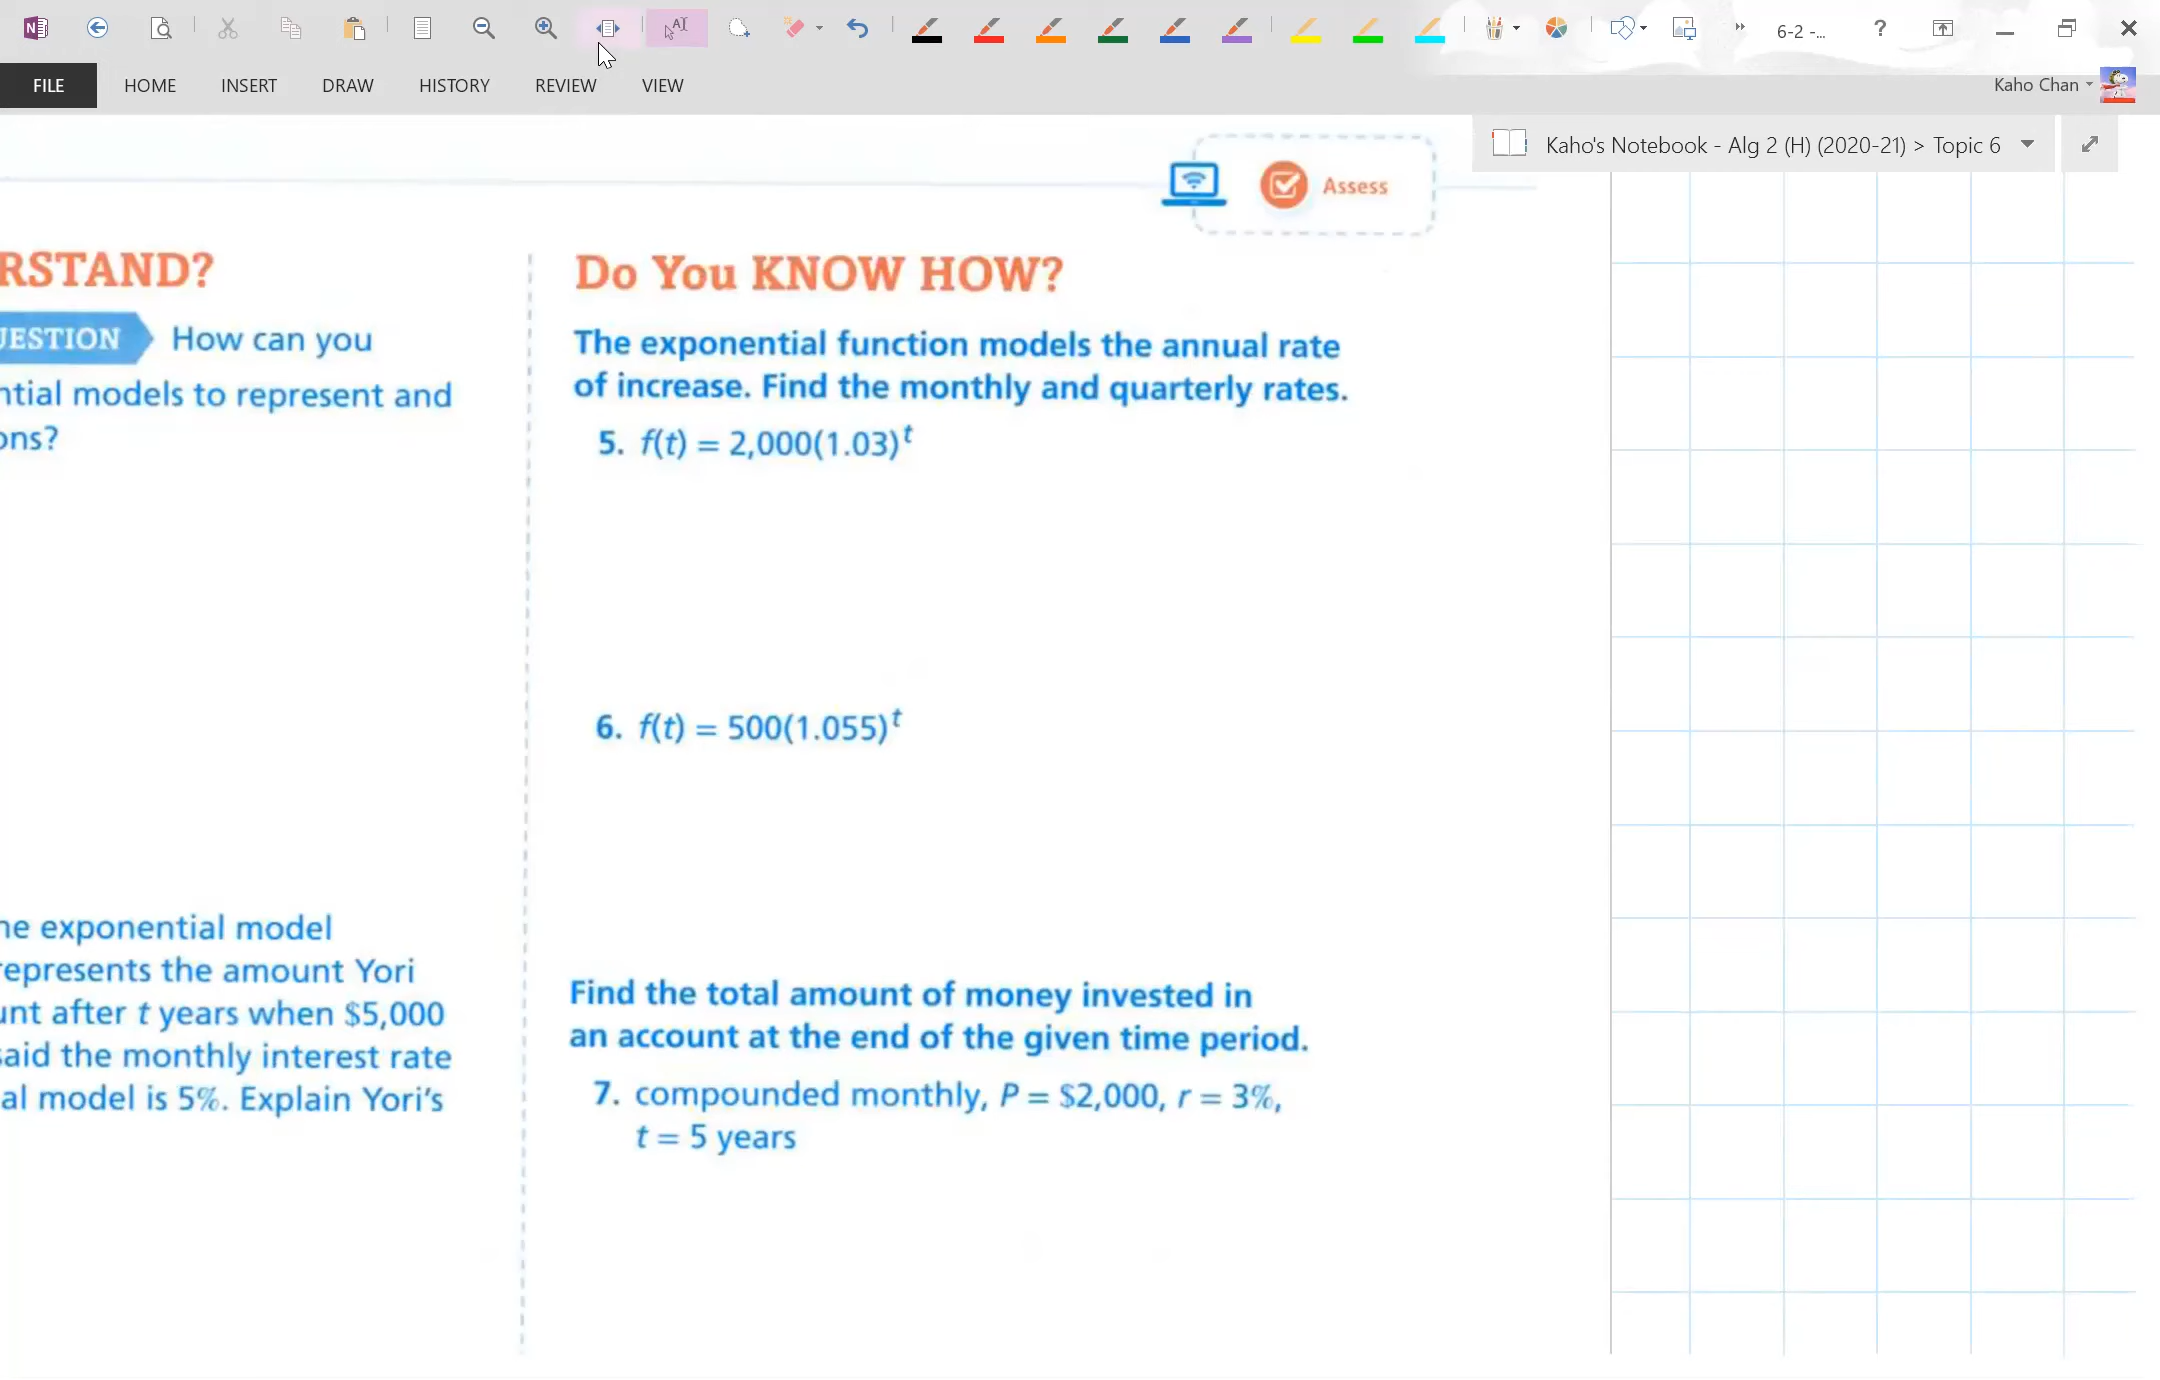 6-2 -...
?
FILE HOME INSERT DRAW HISTORY REVIEW VIEW
Kaho Chan
Kaho's Notebook - Alg 2 (H) (2020-21) > Topic 6
Assess
RSTAND?
UESTION How can you
ntial models to represent and
ons?
he exponential model
represents the amount Yori
unt after t years when $5,000
said the monthly interest rate
al model is 5%. Explain Yori's
Do You KNOW HOW?
The exponential function models the annual rate
of increase. Find the monthly and quarterly rates.
5. f(t) = 2,000(1.03)^t
6. f(t) = 500(1.055)^t
Find the total amount of money invested in
an account at the end of the given time period.
7. compounded monthly, P = $2,000, r = 3%,
t = 5 years